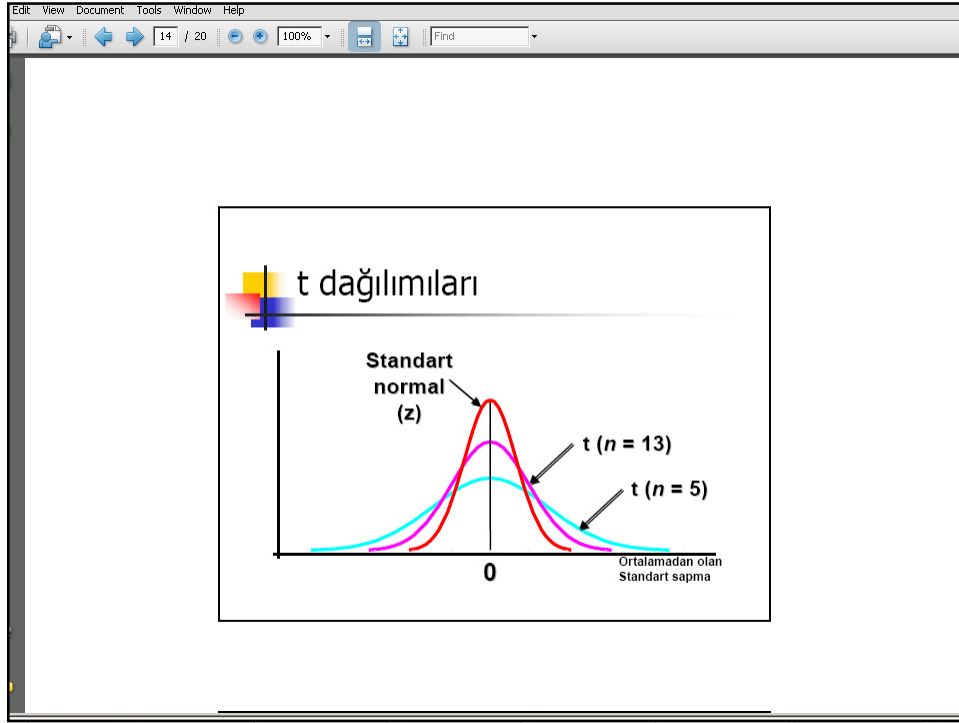 Edit View Document Tools Window Help
14 / 20 100% Find
t dağılımıları
Standart
normal
(z)
t (n = 13)
t (n = 5)
0
Ortalamadan olan
Standart sapma